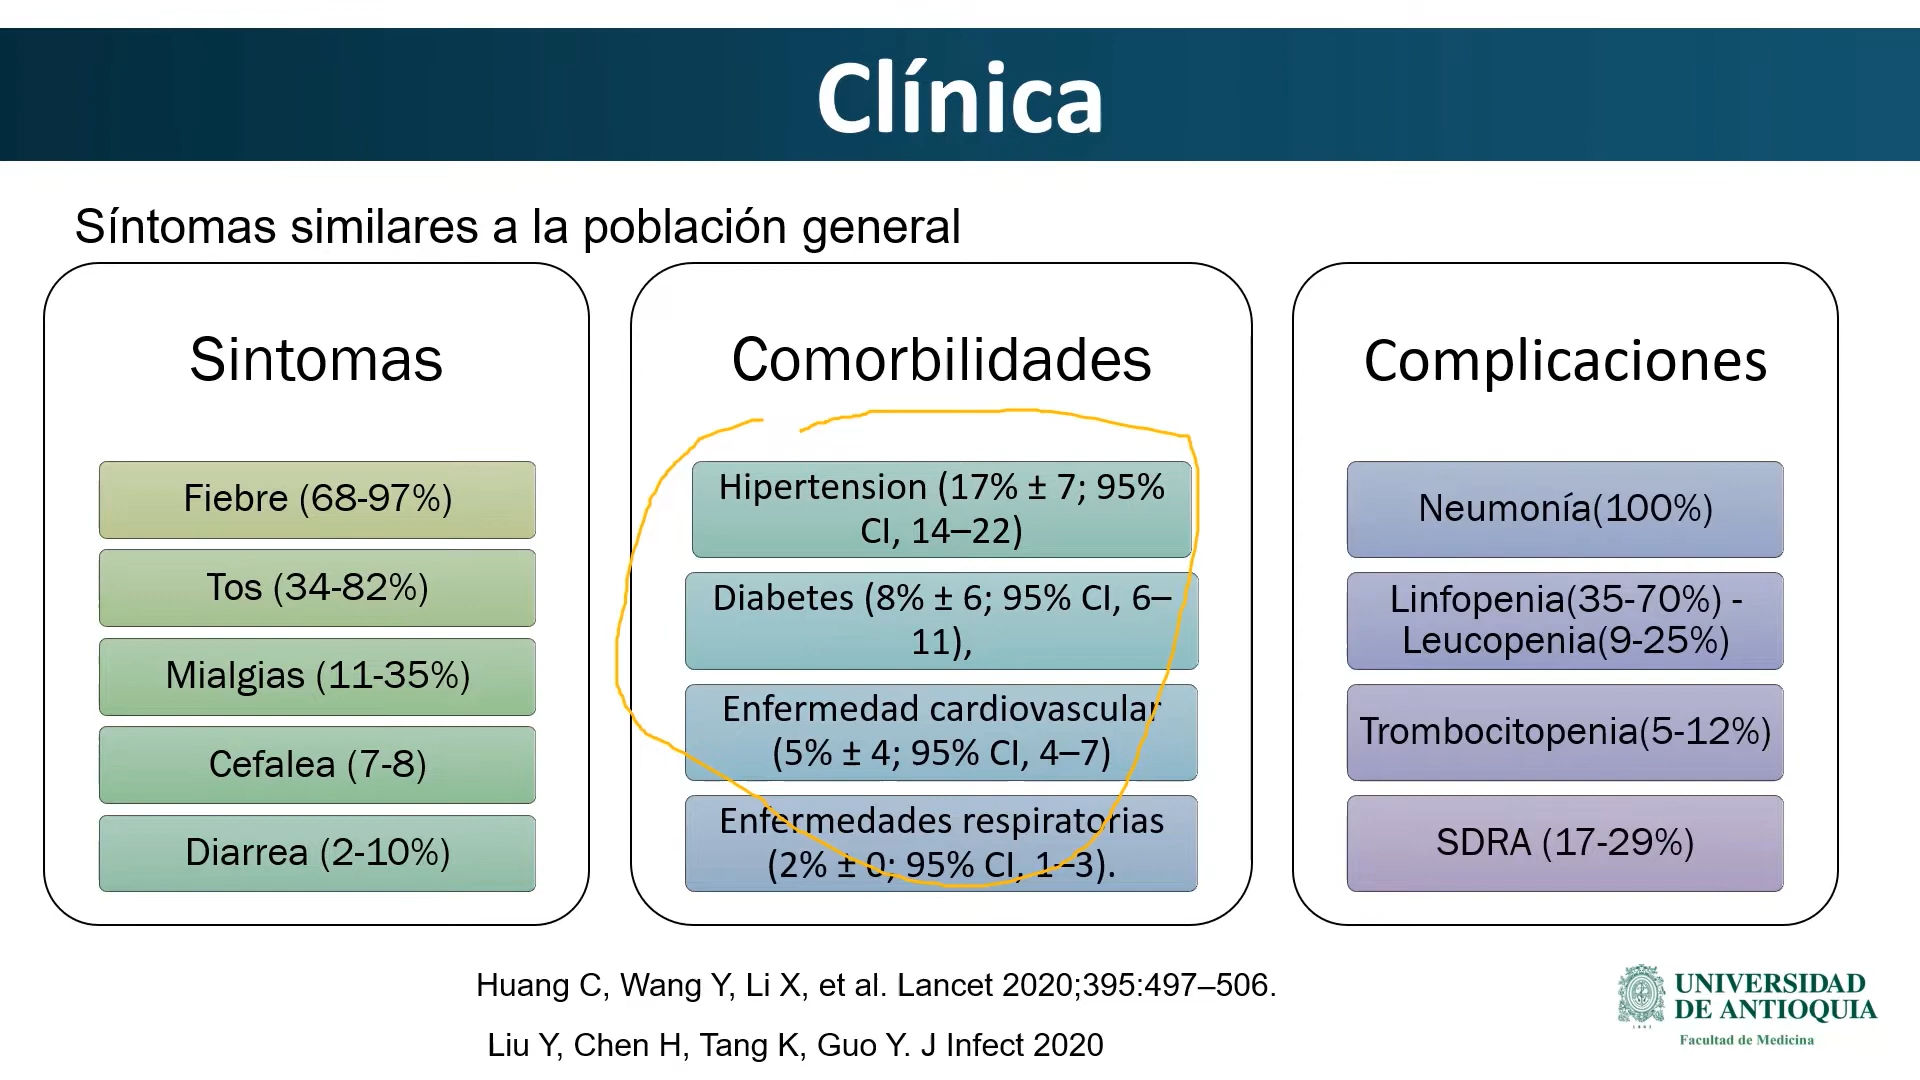 Clínica
Síntomas similares a la población general
Sintomas
Fiebre (68-97%)
Tos (34-82%)
Mialgias (11-35%)
Cefalea (7-8)
Diarrea (2-10%)
Comorbilidades
Hipertension (17% ± 7; 95%
CI, 14–22)
Diabetes (8% ± 6; 95% CI, 6–
11),
Enfermedad cardiovascular
(5% ± 4; 95% CI, 4–7)
Enfermedades respiratorias
(2% ± 0; 95% CI, 1–3).
Complicaciones
Neumonía(100%)
Linfopenia(35-70%) -
Leucopenia(9-25%)
Trombocitopenia(5-12%)
SDRA (17-29%)
Huang C, Wang Y, Li X, et al. Lancet 2020;395:497–506.
Liu Y, Chen H, Tang K, Guo Y. J Infect 2020
UNIVERSIDAD
DE ANTIOQUIA
1803
Facultad de Medicina